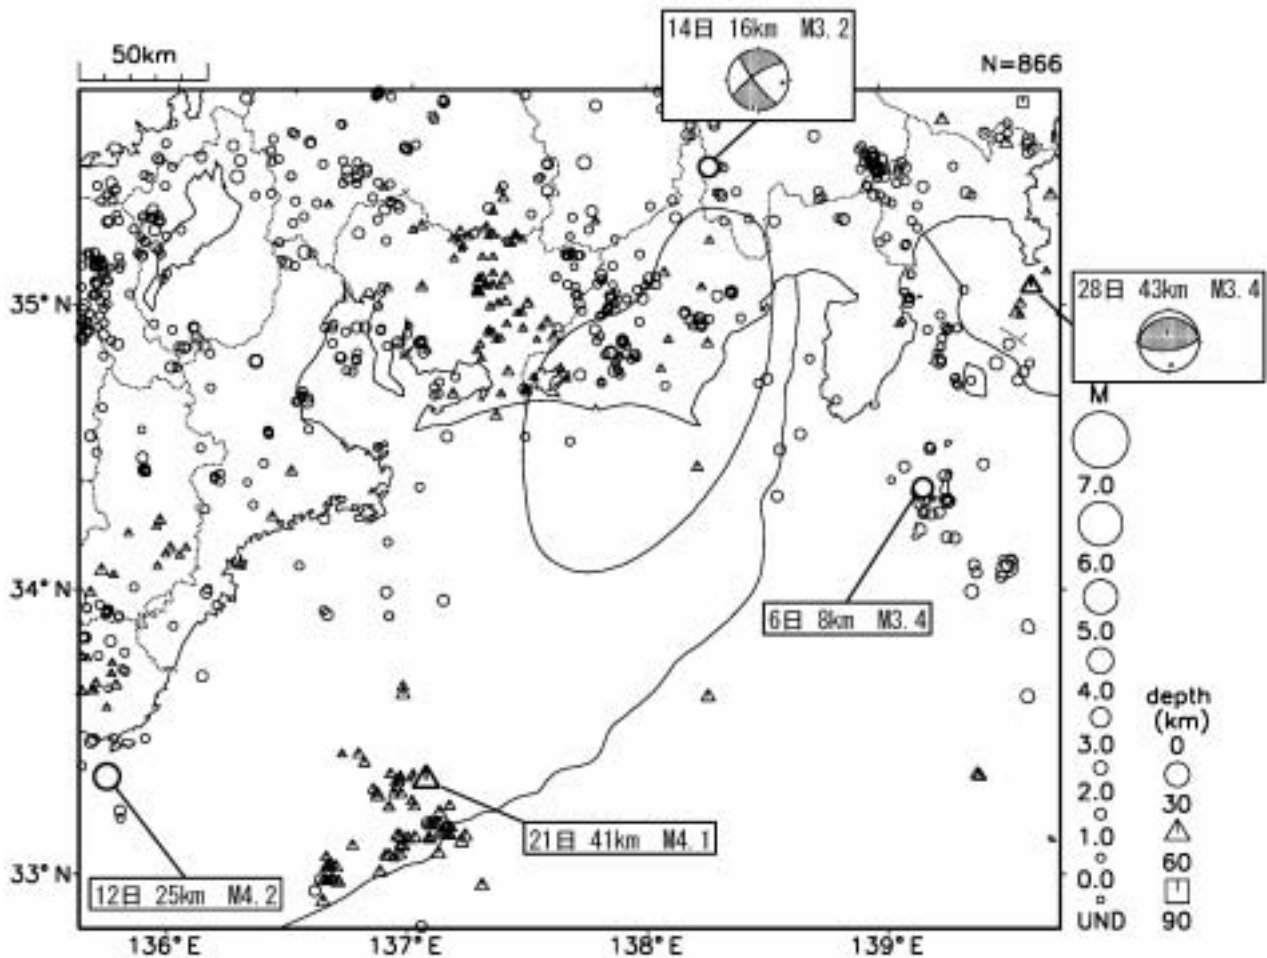 14日 16km M3.2
50km
N=866
35°N
28日 43km M3.4
M
7.0
6.0
34°N
6日 8km M3.4
5.0
4.0
depth
(km)
3.0
0
2.0
30
21日 41km M4.1
1.0
60
33°N
12日 25km M4.2
0.0
UND
90
136°E
137°E
138°E
139°E